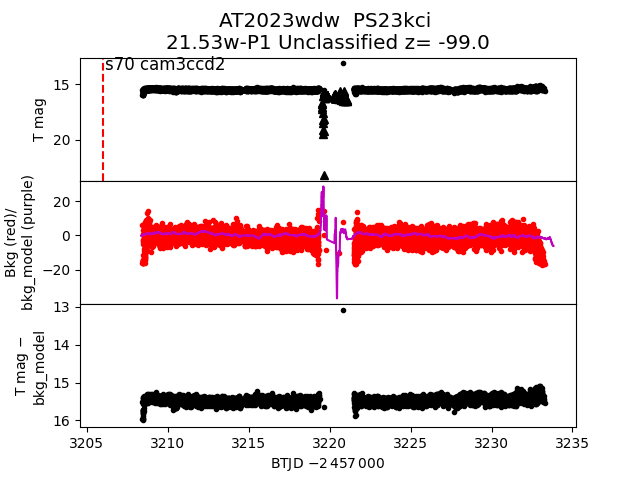 AT2023wdw  PS23kci
21.53w-P1 Unclassified z= -99.0
s70 cam3ccd2
15
20
T mag
20
0
−20
Bkg (red)/
bkg_model (purple)
13
14
15
16
T mag −
bkg_model
3205 3210 3215 3220 3225 3230 3235
BTJD −2 457 000